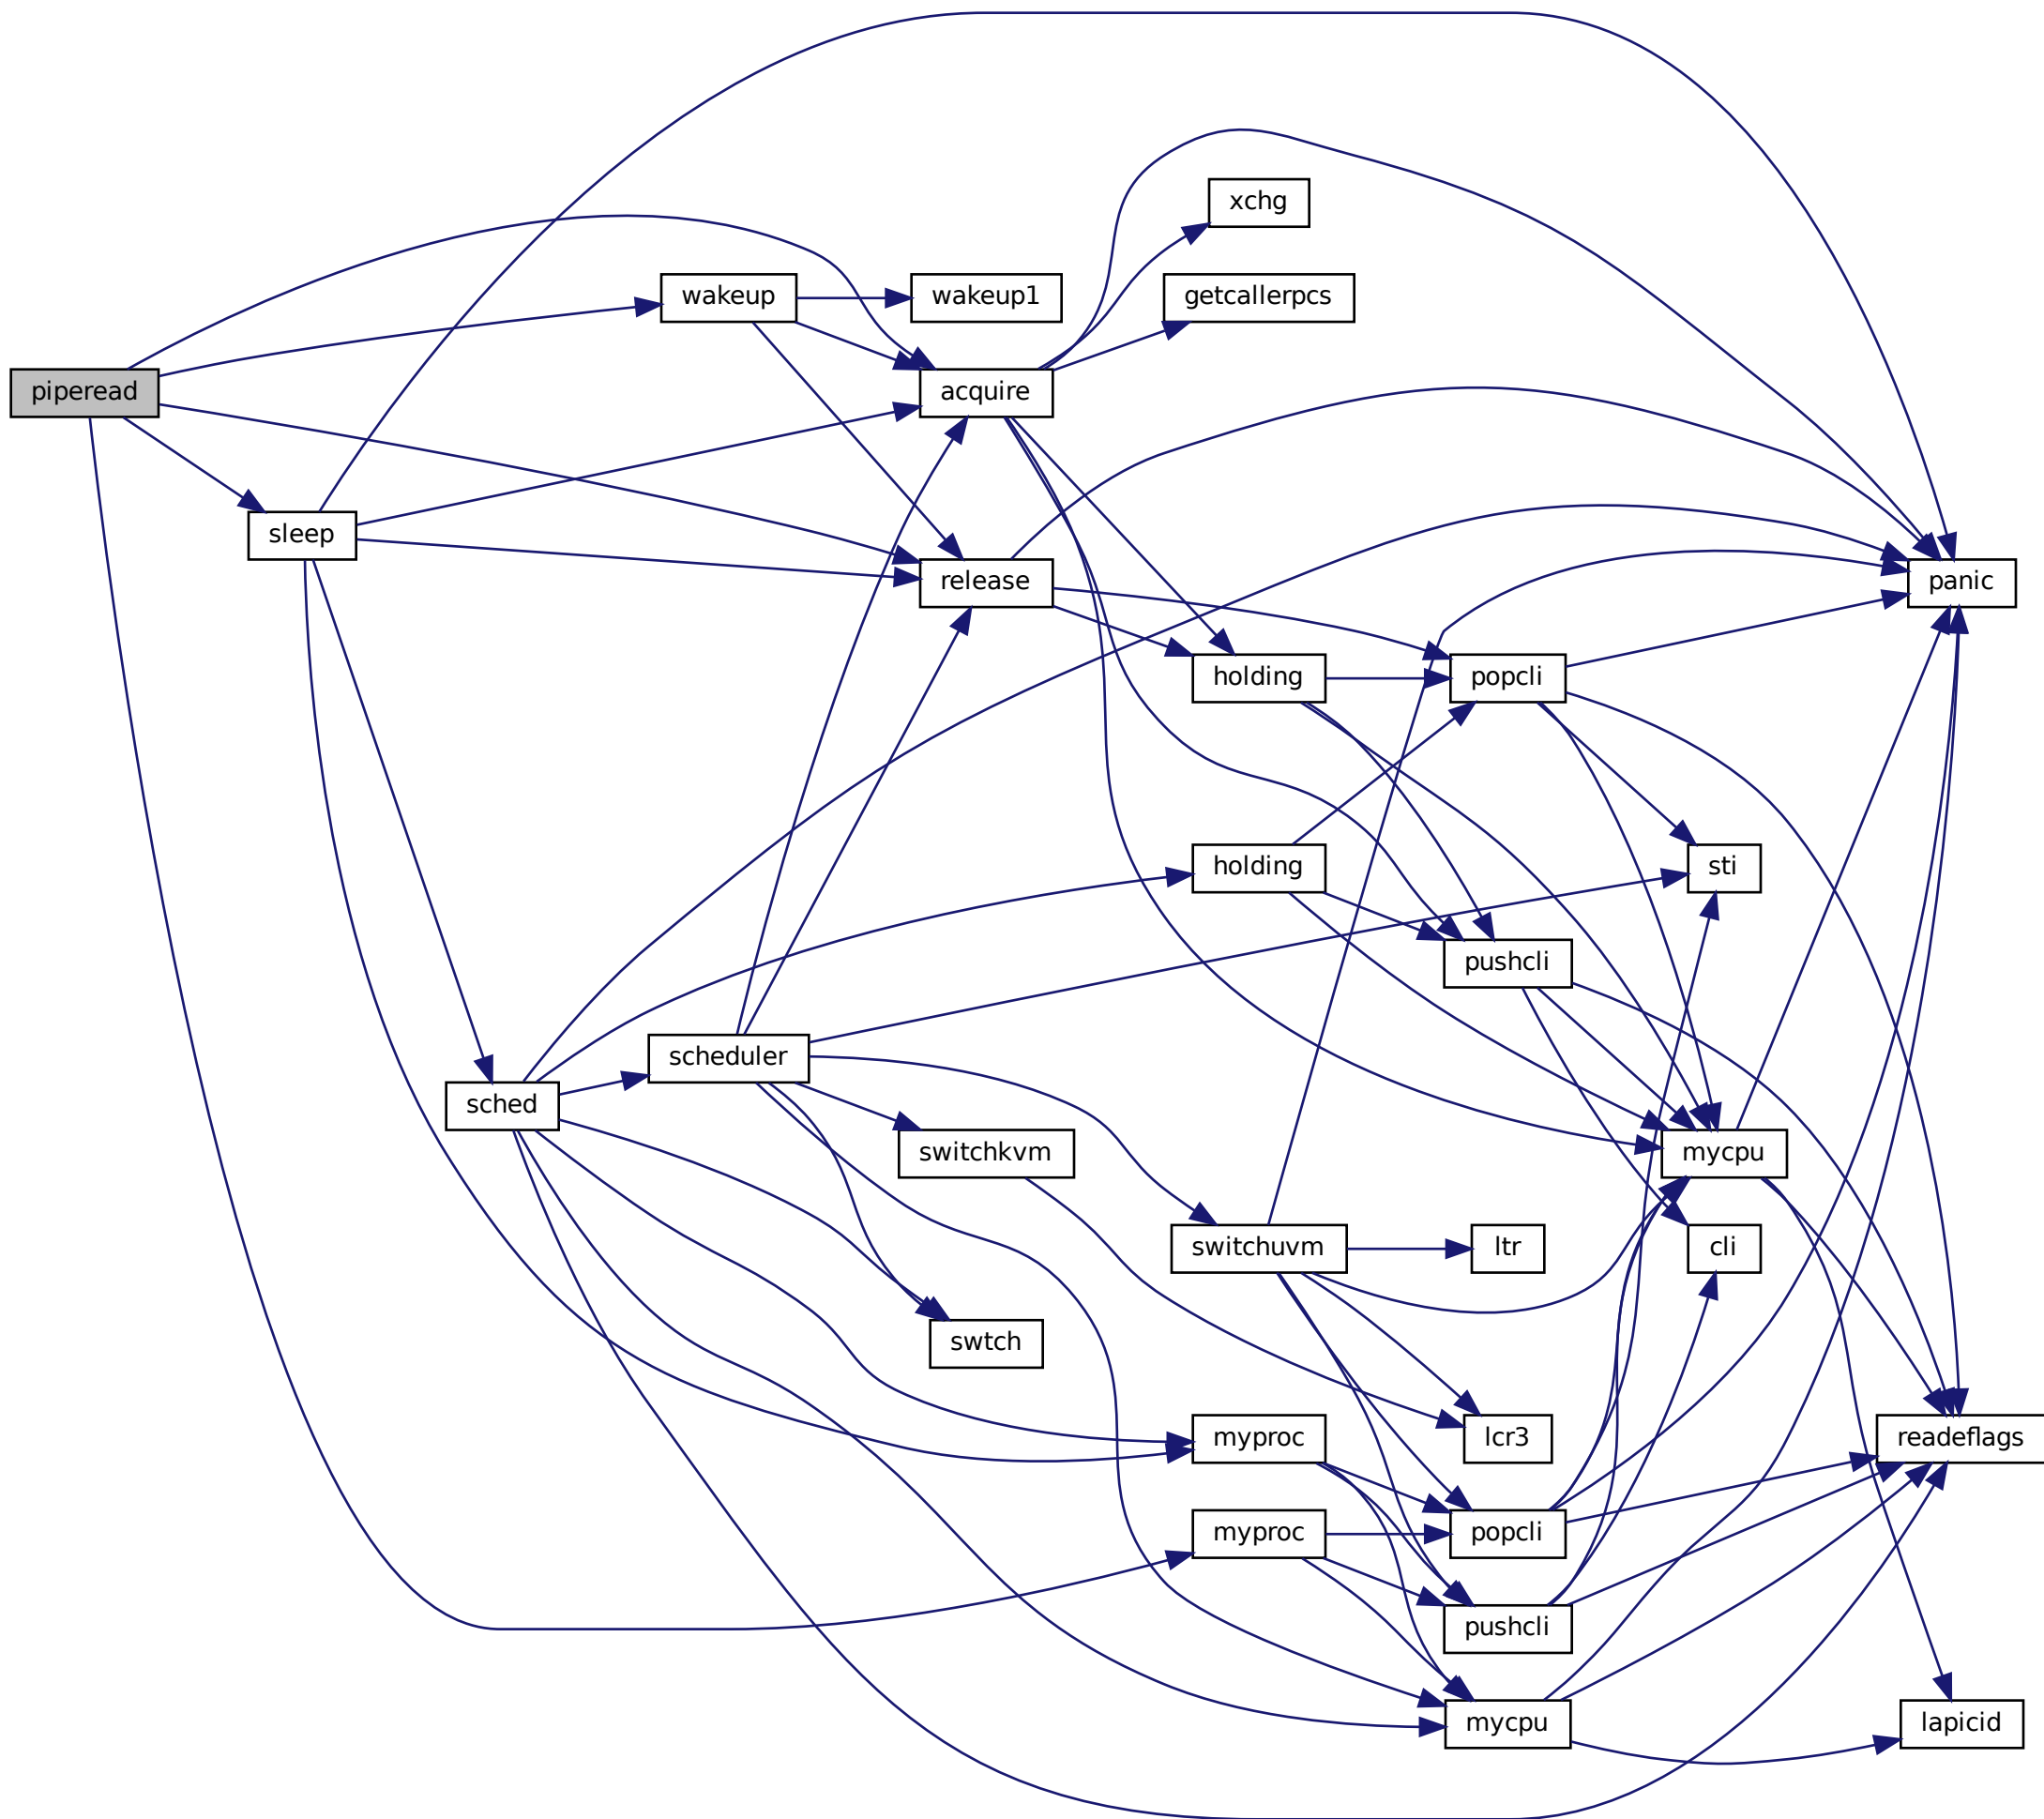 xchg
wakeup
wakeup1
getcallerpcs
piperead
acquire
sleep
release
panic
holding
popcli
holding
sti
pushcli
scheduler
sched
switchkvm
mycpu
switchuvm
ltr
cli
swtch
myproc
lcr3
readeflags
myproc
popcli
pushcli
mycpu
lapicid